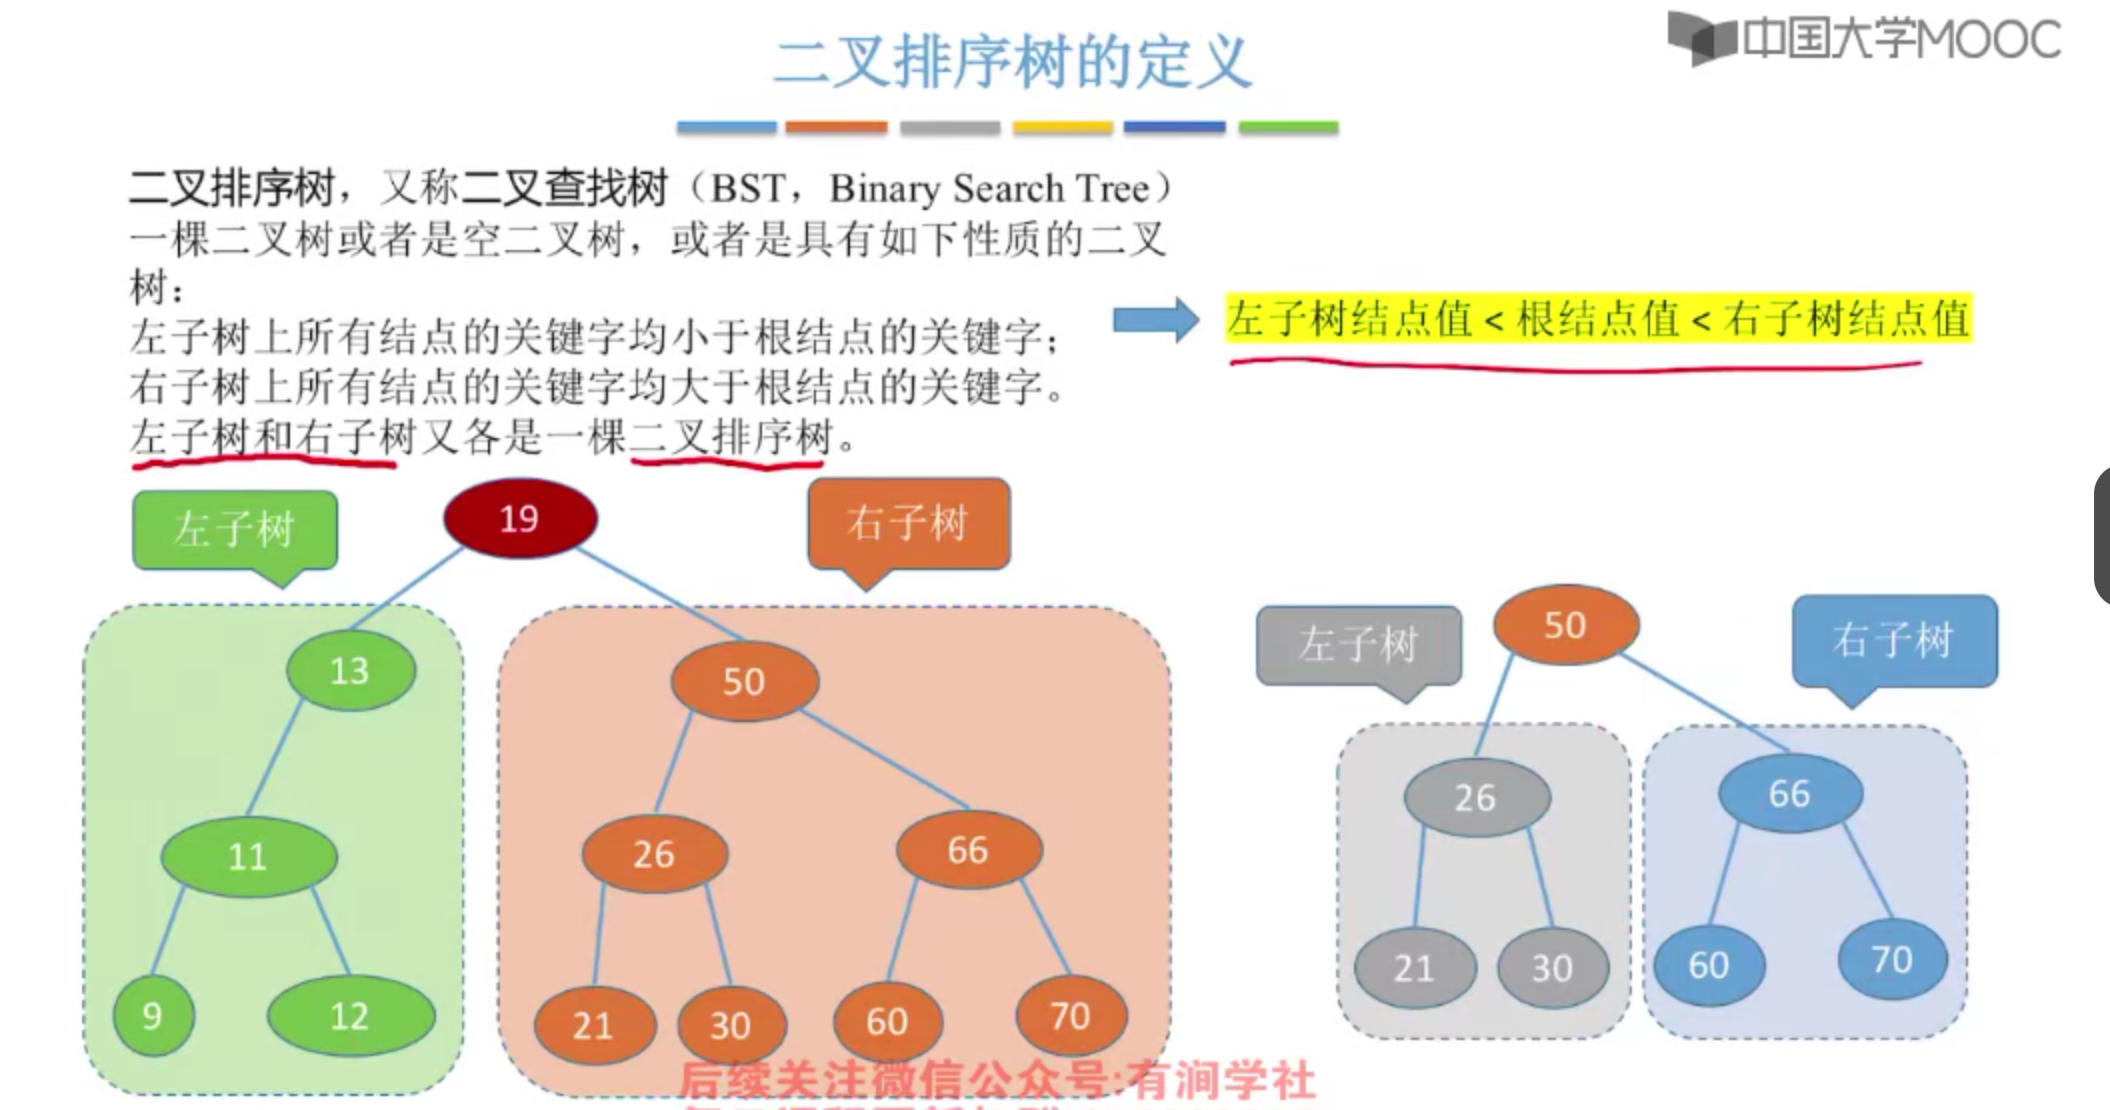 二叉排序树的定义
中国大学MOOC
二叉排序树，又称二叉查找树（BST，Binary Search Tree）
一棵二叉树或者是空二叉树，或者是具有如下性质的二叉
树：
左子树上所有结点的关键字均小于根结点的关键字；
右子树上所有结点的关键字均大于根结点的关键字。
左子树和右子树又各是一棵二叉排序树。
左子树结点值 < 根结点值 < 右子树结点值
左子树
19
右子树
13
50
11
26
66
9
12
21
30
60
70
左子树
50
右子树
26
66
21
30
60
70
后续关注微信公众号:有涧学社